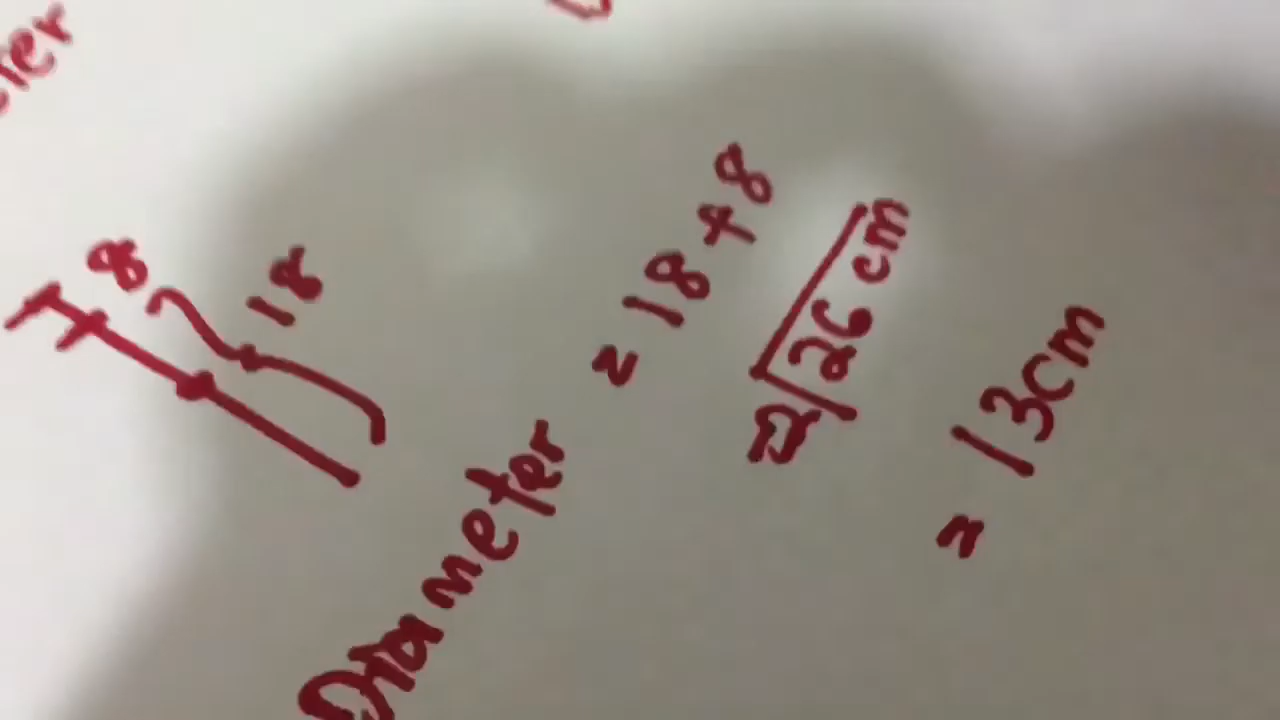 8
18
Diameter = 18 + 8
2 26 cm
= 13cm